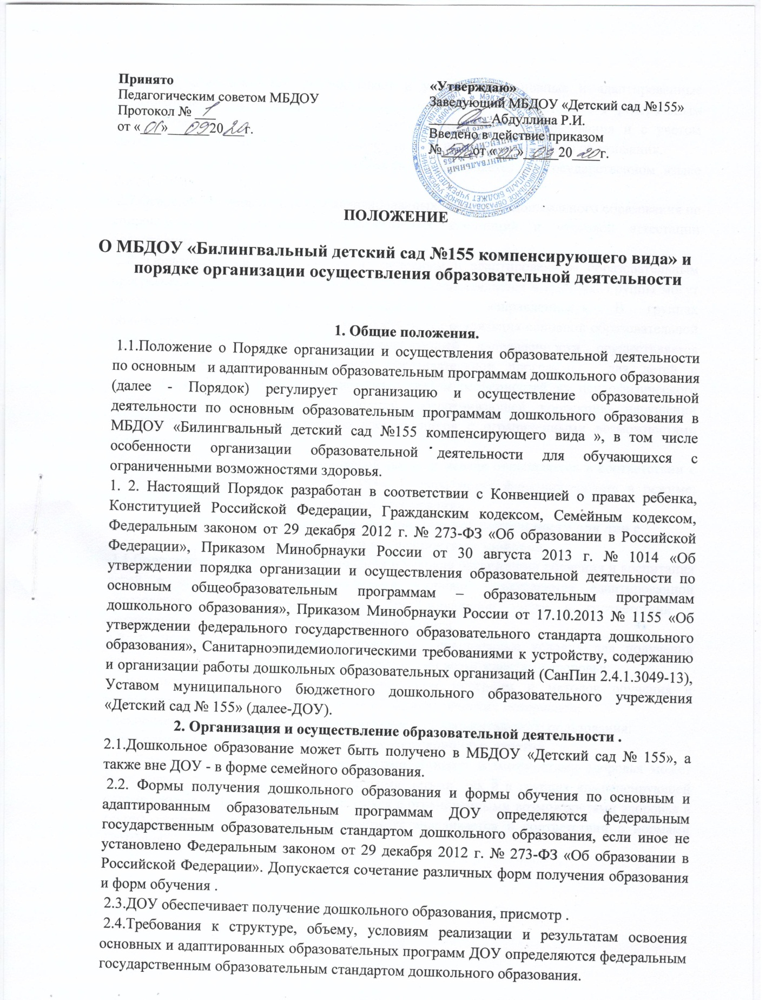 Принято
Педагогическим советом МБДОУ
Протокол № 1
от «01» 09 2020г.
«Утверждаю»
Заведующий МБДОУ «Детский сад №155»
Абдуллина Р.И.
Введено в действие приказом
№ от «01» 09 2020г.
ПОЛОЖЕНИЕ
О МБДОУ «Билингвальный детский сад №155 компенсирующего вида» и
порядке организации осуществления образовательной деятельности
1. Общие положения.
1.1.Положение о Порядке организации и осуществления образовательной деятельности
по основным и адаптированным образовательным программам дошкольного образования
(далее - Порядок) регулирует организацию и осуществление образовательной
деятельности по основным образовательным программам дошкольного образования в
МБДОУ «Билингвальный детский сад №155 компенсирующего вида », в том числе
особенности организации образовательной деятельности для обучающихся с
ограниченными возможностями здоровья.
1. 2. Настоящий Порядок разработан в соответствии с Конвенцией о правах ребенка,
Конституцией Российской Федерации, Гражданским кодексом, Семейным кодексом,
Федеральным законом от 29 декабря 2012 г. № 273-ФЗ «Об образовании в Российской
Федерации», Приказом Минобрнауки России от 30 августа 2013 г. № 1014 «Об
утверждении порядка организации и осуществления образовательной деятельности по
основным общеобразовательным программам – образовательным программам
дошкольного образования», Приказом Минобрнауки России от 17.10.2013 № 1155 «Об
утверждении федерального государственного образовательного стандарта дошкольного
образования», Санитарноэпидемиологическими требованиями к устройству, содержанию
и организации работы дошкольных образовательных организаций (СанПин 2.4.1.3049-13),
Уставом муниципального бюджетного дошкольного образовательного учреждения
«Детский сад № 155» (далее-ДОУ).
2. Организация и осуществление образовательной деятельности .
2.1.Дошкольное образование может быть получено в МБДОУ «Детский сад № 155», а
также вне ДОУ - в форме семейного образования.
2.2. Формы получения дошкольного образования и формы обучения по основным и
адаптированным образовательным программам ДОУ определяются федеральным
государственным образовательным стандартом дошкольного образования, если иное не
установлено Федеральным законом от 29 декабря 2012 г. № 273-ФЗ «Об образовании в
Российской Федерации». Допускается сочетание различных форм получения образования
и форм обучения .
2.3.ДОУ обеспечивает получение дошкольного образования, присмотр .
2.4.Требования к структуре, объему, условиям реализации и результатам освоения
основных и адаптированных образовательных программ ДОУ определяются федеральным
государственным образовательным стандартом дошкольного образования.